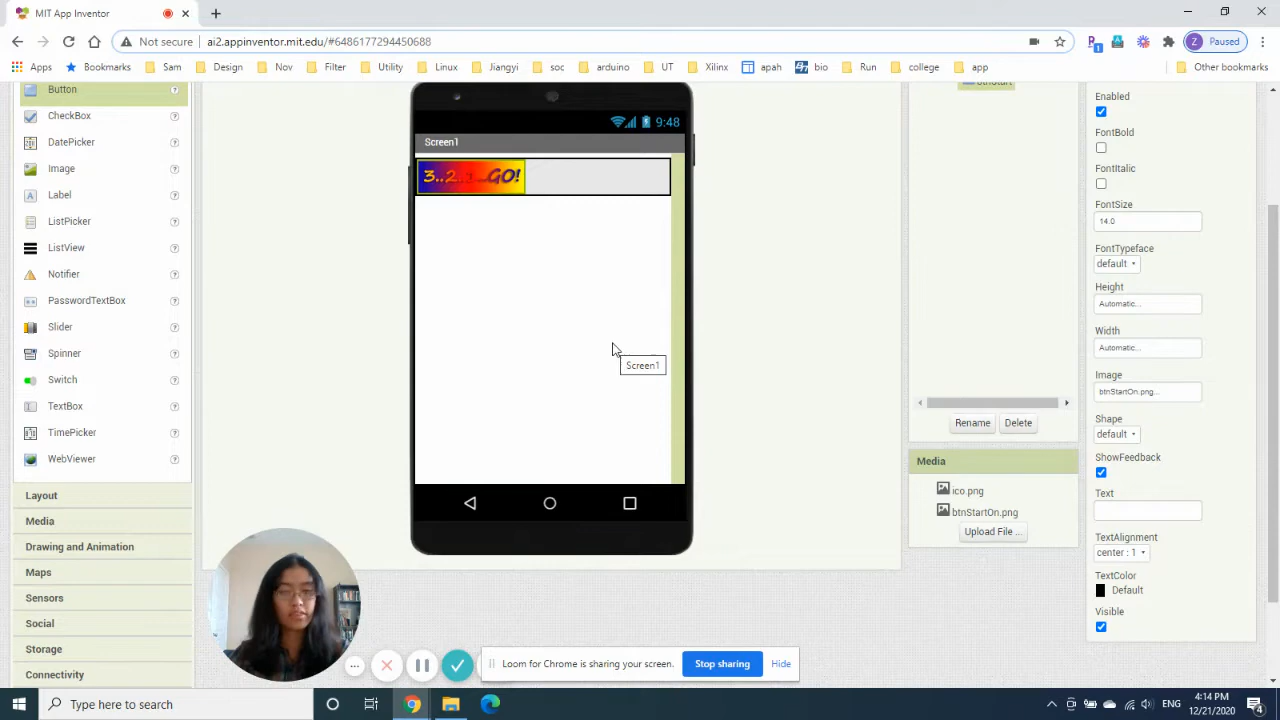 MIT App Inventor
Not secure
ai2.appinventor.mit.edu/#6486177294450688
Z
Paused
1
Apps
Bookmarks
Sam
Design
Nov
Filter
Utility
Linux
Jiangyi
soc
arduino
UT
Xilinx
apah
bio
Run
college
app
Other bookmarks
Button
CheckBox
DatePicker
Image
Label
ListPicker
ListView
Notifier
PasswordTextBox
Slider
Spinner
Switch
TextBox
TimePicker
WebViewer
Layout
Media
Drawing and Animation
Maps
Sensors
Social
Storage
Connectivity
9:48
Screen1
3..2..1..GO!
Screen1
btnStart
Rename
Delete
Media
ico.png
btnStartOn.png
Upload File ...
Enabled
FontBold
FontItalic
FontSize
14.0
FontTypeface
default
Height
Automatic...
Width
Automatic...
Image
btnStartOn.png...
Shape
default
ShowFeedback
Text
TextAlignment
center : 1
TextColor
Default
Visible
Loom for Chrome is sharing your screen.
Stop sharing
Hide
Type here to search
ENG
4:14 PM
12/21/2020
4